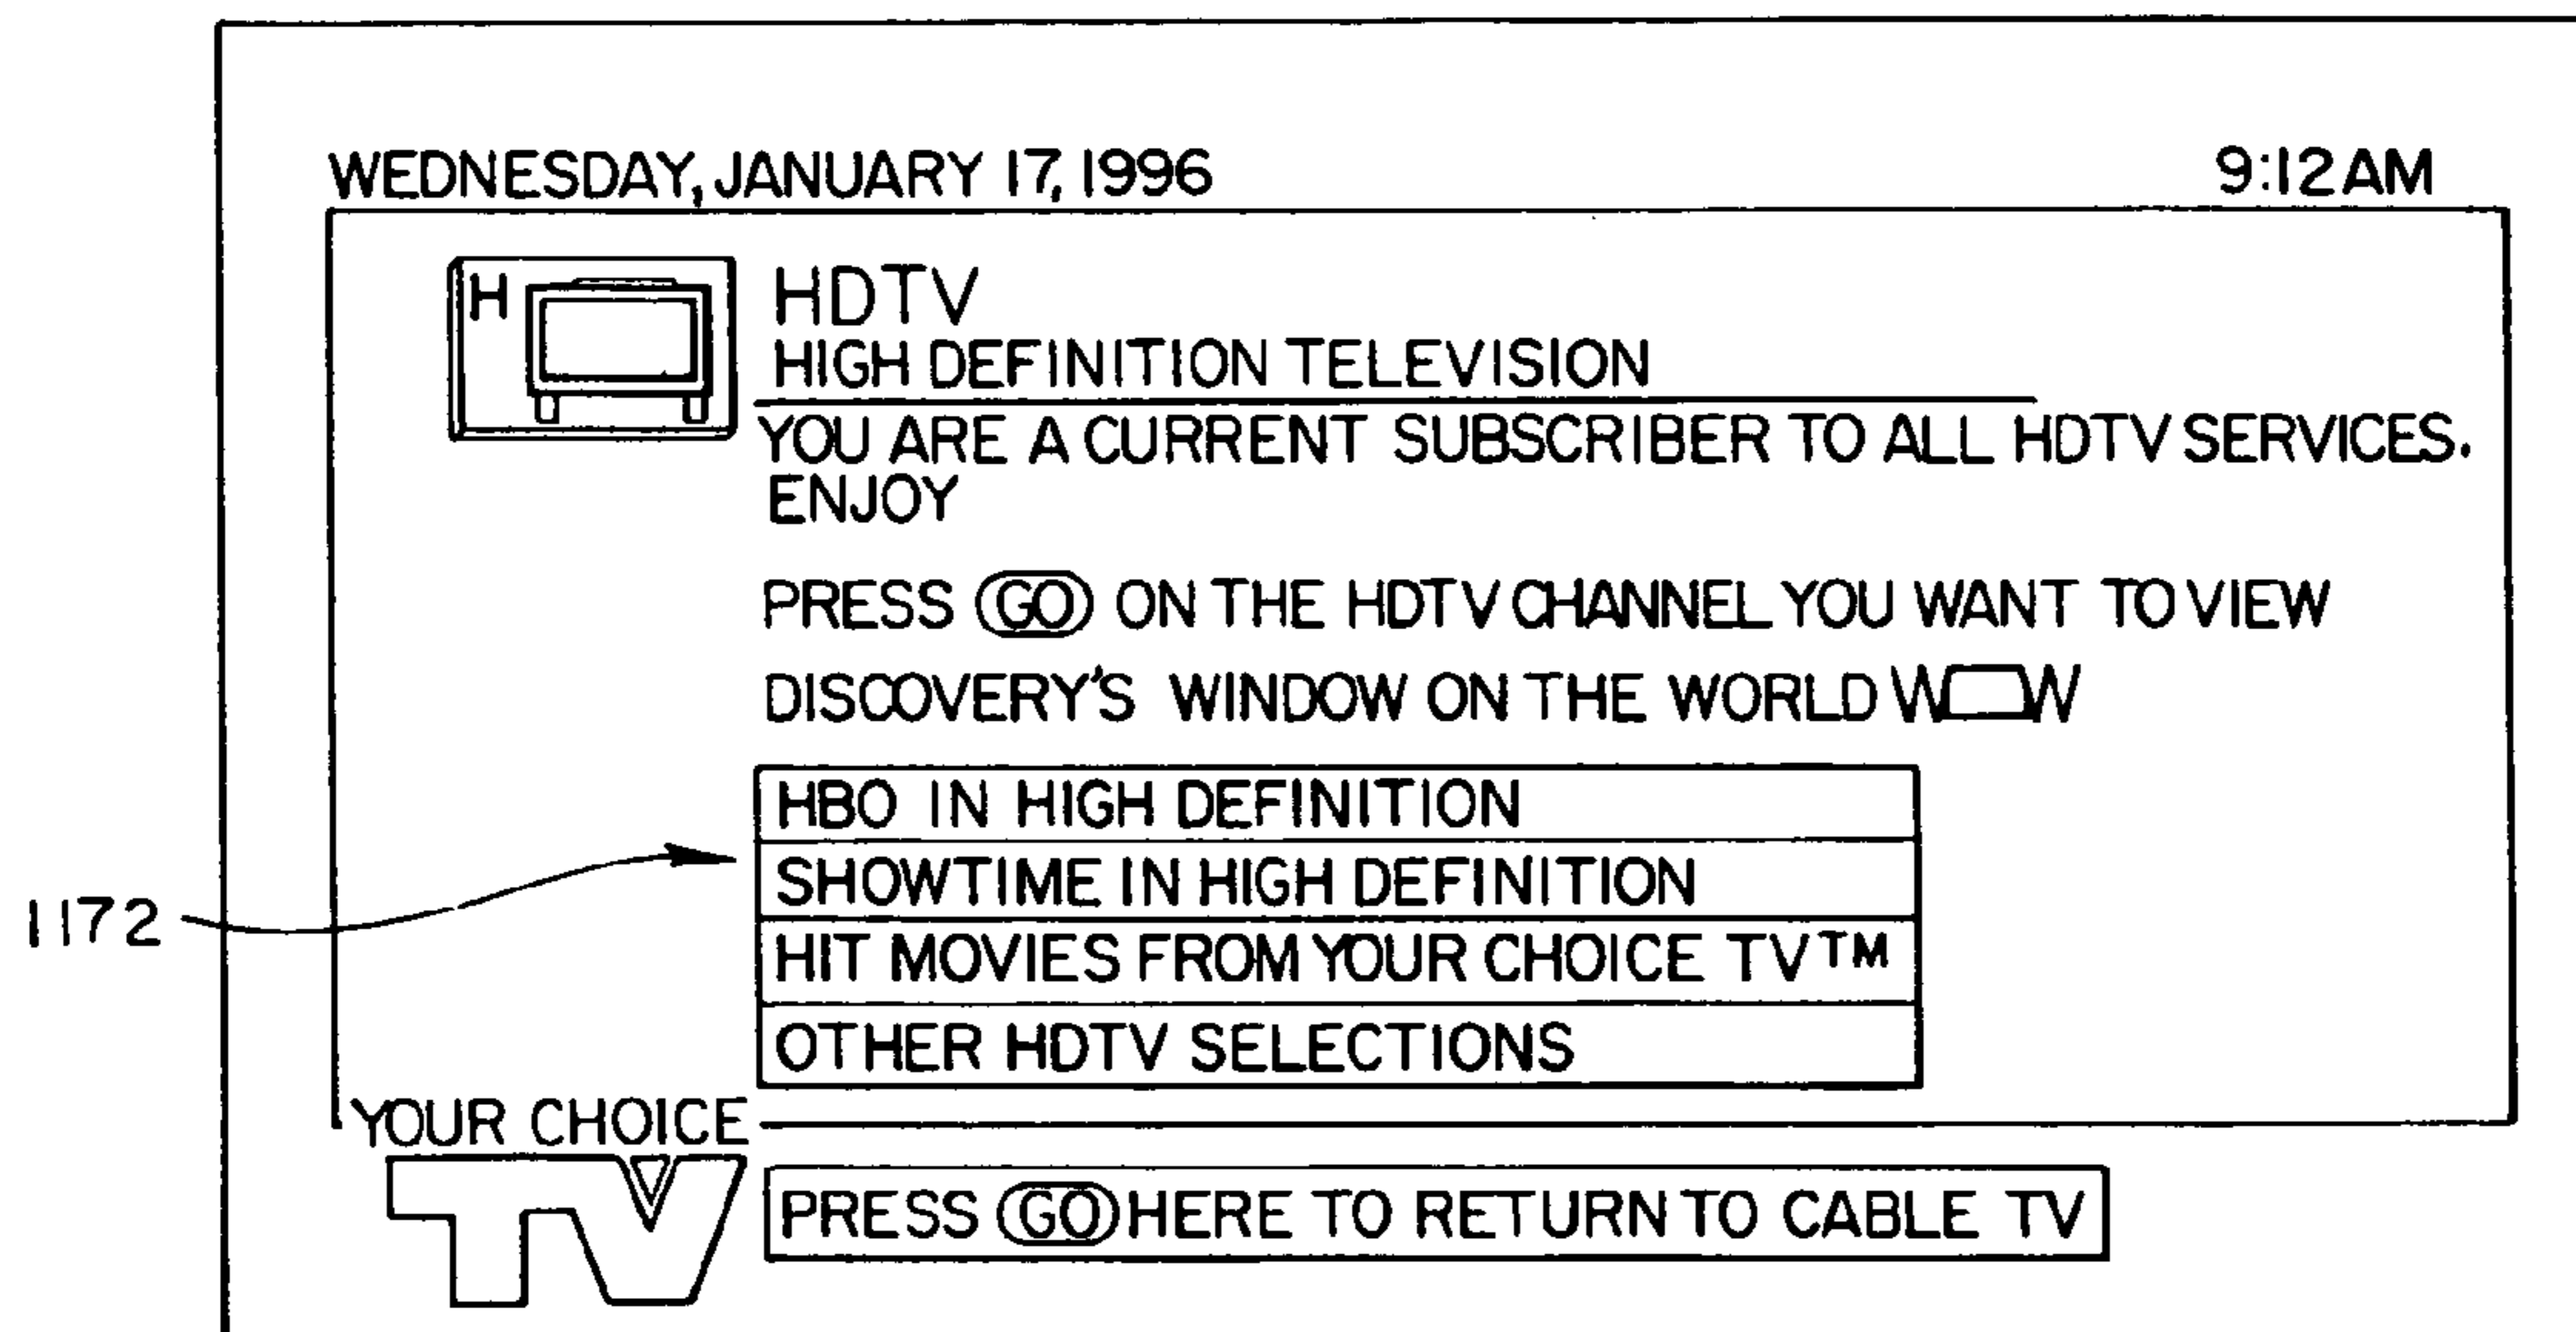 WEDNESDAY, JANUARY 17, 1996 9:12 AM
H
HDTV
HIGH DEFINITION TELEVISION
YOU ARE A CURRENT SUBSCRIBER TO ALL HDTV SERVICES.
ENJOY
PRESS GO ON THE HDTV CHANNEL YOU WANT TO VIEW
DISCOVERY'S WINDOW ON THE WORLD WOW
HBO IN HIGH DEFINITION
SHOWTIME IN HIGH DEFINITION
1172
HIT MOVIES FROM YOUR CHOICE TV™
OTHER HDTV SELECTIONS
YOUR CHOICE
TV
PRESS GO HERE TO RETURN TO CABLE TV